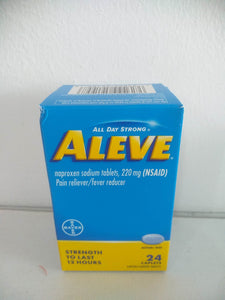 ALL DAY STRONG®
ALEVE®
naproxen sodium tablets, 220 mg (NSAID)
Pain reliever/fever reducer
BAYER
STRENGTH
TO LAST
12 HOURS
24
CAPLETS